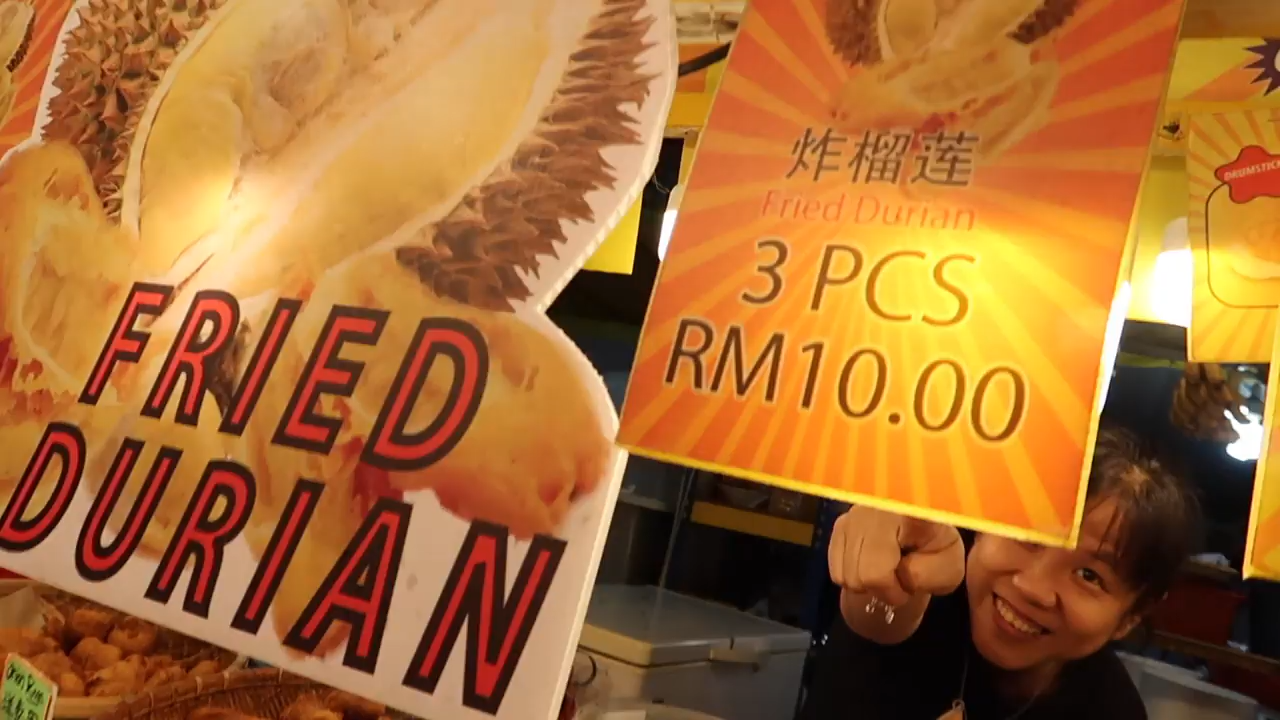 FRIED
DURIAN
炸榴莲
Fried Durian
3 PCS
RM10.00
DRUMSTICK